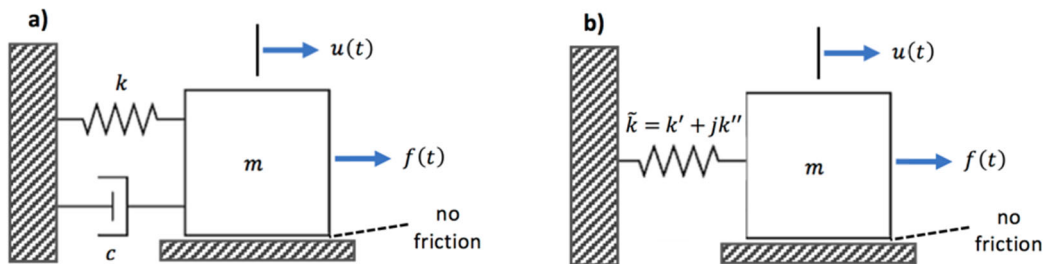 a)
u(t)
k
m
f(t)
c
no
friction
b)
u(t)
k̃ = k′ + jk″
m
f(t)
no
friction